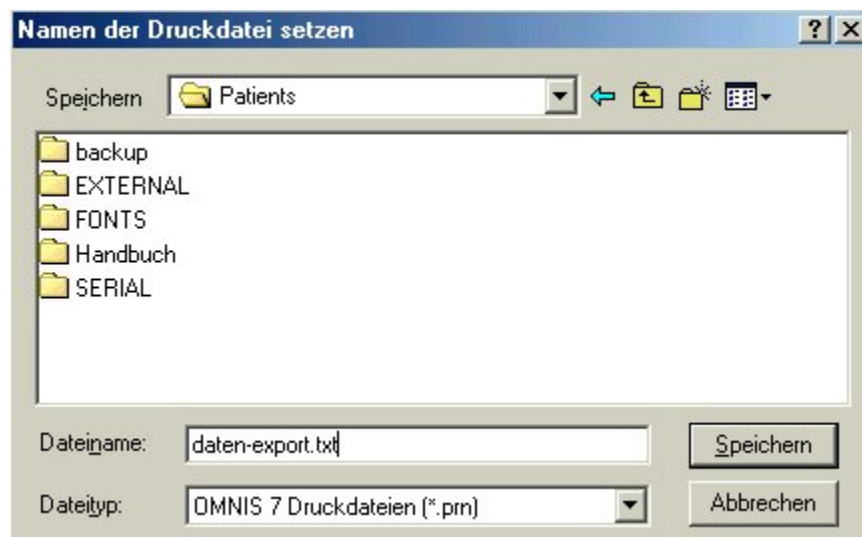 Namen der Druckdatei setzen
Speichern Patients
backup
EXTERNAL
FONTS
Handbuch
SERIAL
Dateiname: daten-export.txt Speichern
Dateityp: OMNIS 7 Druckdateien (*.prn) Abbrechen